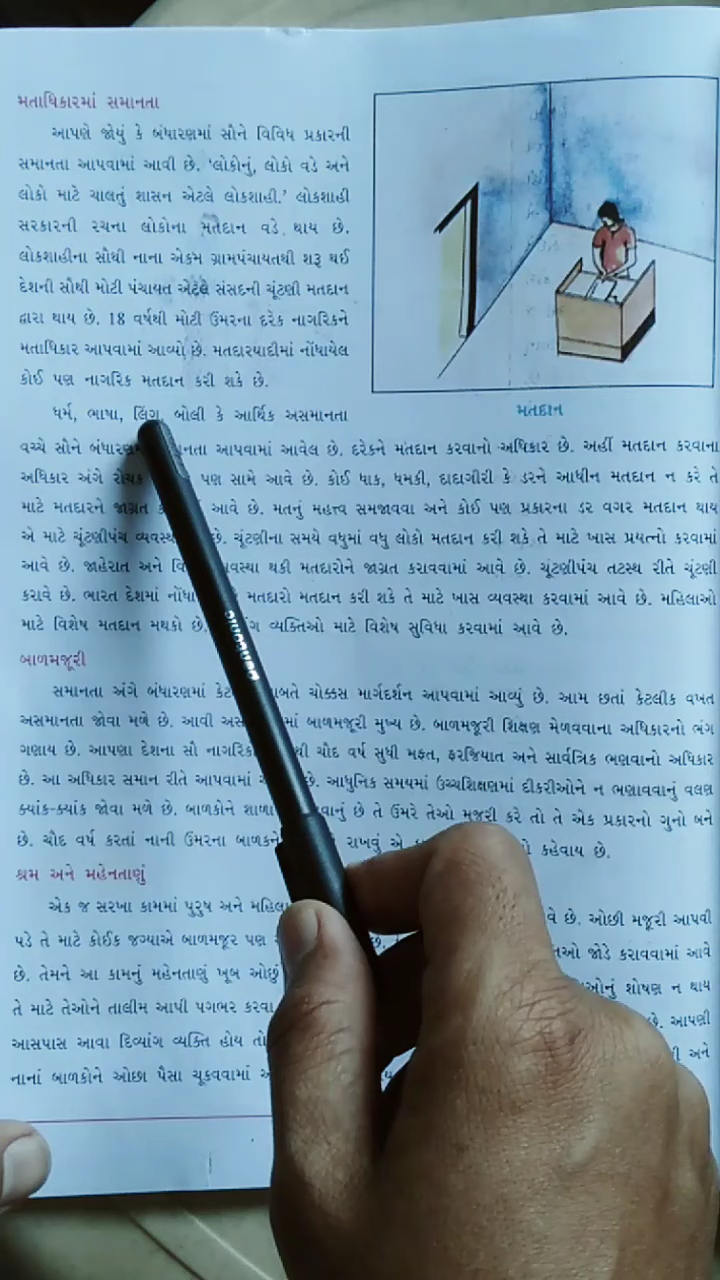 મતાધિકારમાં સમાનતા
આપણે જોયું કે બંધારણમાં સૌને વિવિધ પ્રકારની
સમાનતા આપવામાં આવી છે. ‘લોકોનું, લોકો વડે અને
લોકો માટે ચાલતું શાસન એટલે લોકશાહી.’ લોકશાહી
સરકારની રચના લોકોના મતદાન વડે થાય છે.
લોકશાહીના સૌથી નાના એકમ ગ્રામપંચાયતથી શરૂ થઈ
દેશની સૌથી મોટી પંચાયત એટલે સંસદની ચૂંટણી મતદાન
દ્વારા થાય છે. 18 વર્ષથી મોટી ઉંમરના દરેક નાગરિકને
મતાધિકાર આપવામાં આવ્યો છે. મતદારયાદીમાં નોંધાયેલ
કોઈ પણ નાગરિક મતદાન કરી શકે છે.
મતદાન
ધર્મ, ભાષા, લિંગ, બોલી કે આર્થિક અસમાનતા
વચ્ચે સૌને આપવામાં આવેલ છે. દરેકને મતદાન કરવાનો અધિકાર છે. અહીં મતદાન કરવાના
અધિકાર અંગે પણ સામે આવે છે. કોઈ ધાક, ધમકી, દાદાગીરી કે ડરને આધીન મતદાન ન કરે તે
માટે મતદારને જાગ્રત આવે છે. મતનું મહત્ત્વ સમજાવવા અને કોઈ પણ પ્રકારના ડર વગર મતદાન થાય
એ માટે ચૂંટણીપંચ છે. ચૂંટણીના સમયે વધુમાં વધુ લોકો મતદાન કરી શકે તે માટે ખાસ પ્રયત્નો કરવામાં
આવે છે. જાહેરાત અને થકી મતદારોને જાગ્રત કરાવવામાં આવે છે. ચૂંટણીપંચ તટસ્થ રીતે ચૂંટણી
કરાવે છે. ભારત દેશમાં મતદારો મતદાન કરી શકે તે માટે ખાસ વ્યવસ્થા કરવામાં આવે છે. મહિલાઓ
માટે વિશેષ મતદાન મથકો છે. વ્યક્તિઓ માટે વિશેષ સુવિધા કરવામાં આવે છે.
બાળમજૂરી
સમાનતા અંગે બંધારણમાં ચોક્કસ માર્ગદર્શન આપવામાં આવ્યું છે. આમ છતાં કેટલીક વખત
અસમાનતા જોવા મળે છે. આવી બાળમજૂરી મુખ્ય છે. બાળમજૂરી શિક્ષણ મેળવવાના અધિકારનો ભંગ
ગણાય છે. આપણા દેશના સૌ ચૌદ વર્ષ સુધી મફત, ફરજિયાત અને સાર્વત્રિક ભણવાનો અધિકાર
છે. આ અધિકાર સમાન રીતે આપવામાં છે. આધુનિક સમયમાં ઉચ્ચશિક્ષણમાં દીકરીઓને ન ભણાવવાનું વલણ
ક્યાંક-ક્યાંક જોવા મળે છે. બાળકોને છે તે ઉંમરે તેઓ મજૂરી કરે તો તે એક પ્રકારનો ગુનો બને
છે. ચૌદ વર્ષ કરતાં નાની ઉંમરના બાળકને રાખવું એ કહેવાય છે.
શ્રમ અને મહેનતાણું
એક જ સરખા કામમાં પુરુષ અને છે. ઓછી મજૂરી આપવી
પડે તે માટે કોઈક જગ્યાએ બાળમજૂર પણ છે. જોડે કરાવવામાં આવે
છે. તેમને આ કામનું મહેનતાણું ખૂબ ઓછું શોષણ ન થાય
તે માટે તેઓને તાલીમ આપી પગભર કરવા છે. આપણી
આસપાસ આવા દિવ્યાંગ વ્યક્તિ હોય તો અને
નાનાં બાળકોને ઓછા પૈસા ચૂકવવામાં